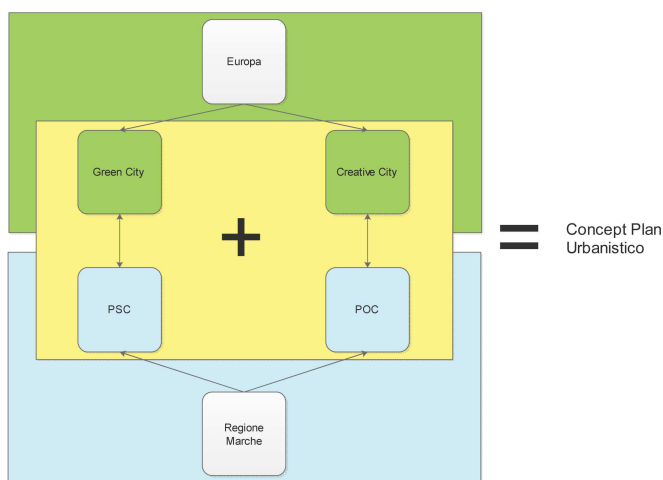 Europa
Green City
Creative City
+
=
Concept Plan
Urbanistico
PSC
POC
Regione
Marche